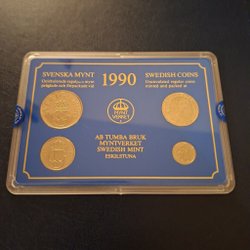 SVENSKA MYNT
1990
SWEDISH COINS
Ocirkulerade
präglade och förpackade vid
Uncirculated regular coins
minted and packed at
MYNT
VERKET
AB TUMBA BRUK
MYNTVERKET
SWEDISH MINT
ESKILSTUNA